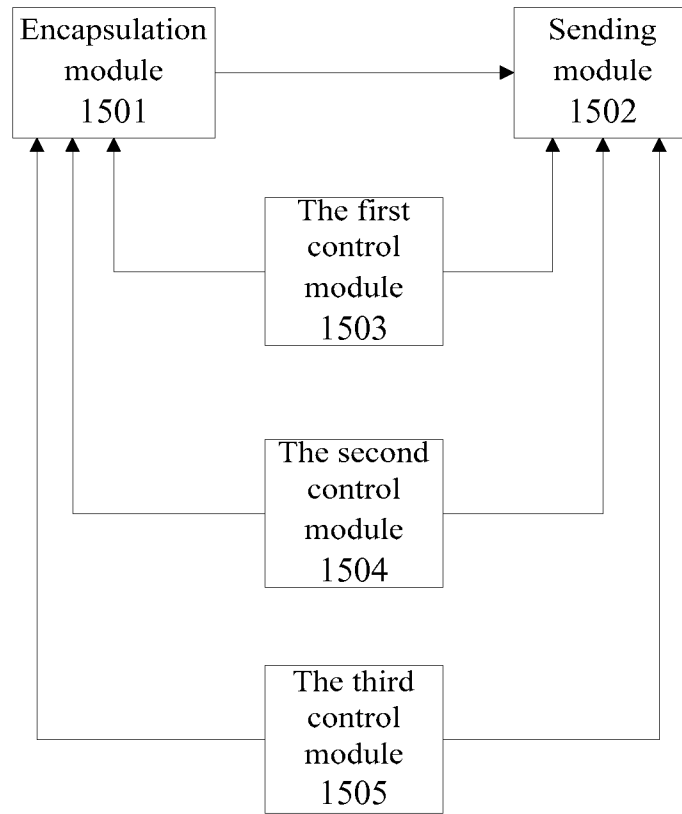 Encapsulation
module
1501
Sending
module
1502
The first
control
module
1503
The second
control
module
1504
The third
control
module
1505